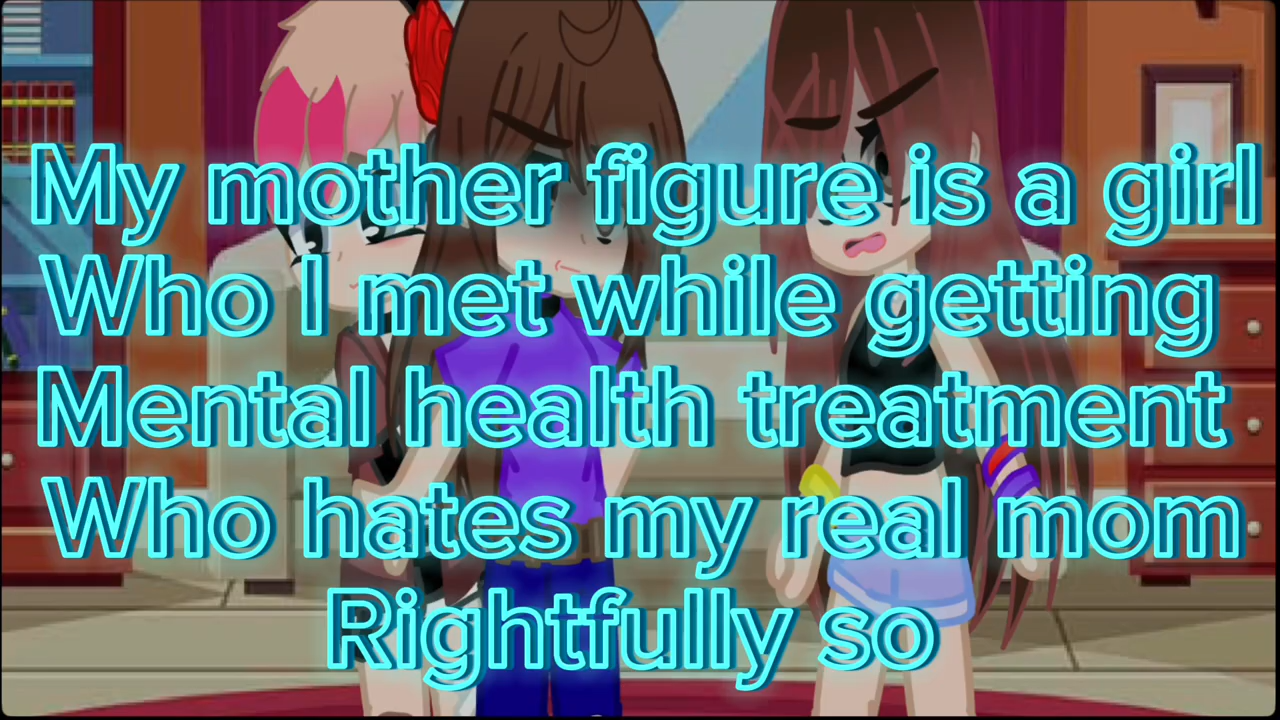 My mother figure is a girl
Who I met while getting
Mental health treatment
Who hates my real mom
Rightfully so